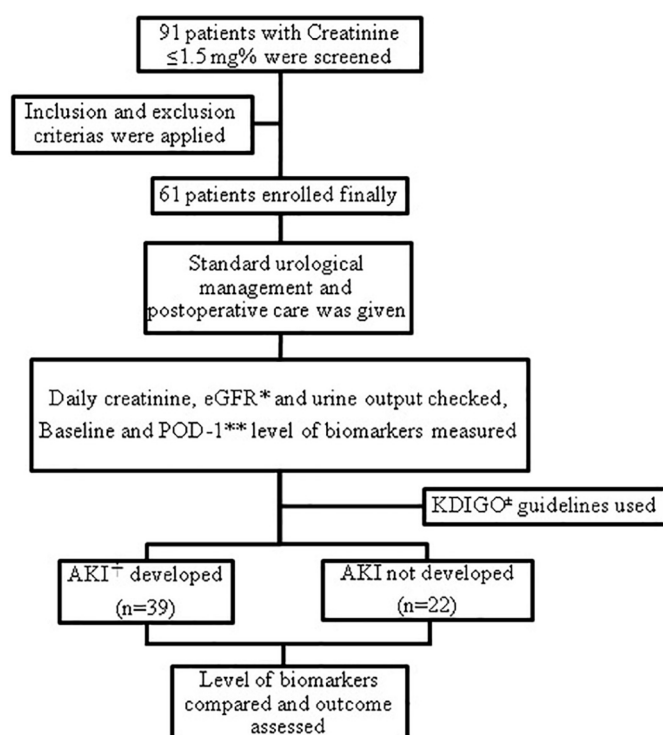 91 patients with Creatinine
≤1.5 mg% were screened
Inclusion and exclusion
criterias were applied
61 patients enrolled finally
Standard urological
management and
postoperative care was given
Daily creatinine, eGFR* and urine output checked,
Baseline and POD-1** level of biomarkers measured
KDIGO± guidelines used
AKI† developed
(n=39)
AKI not developed
(n=22)
Level of biomarkers
compared and outcome
assessed